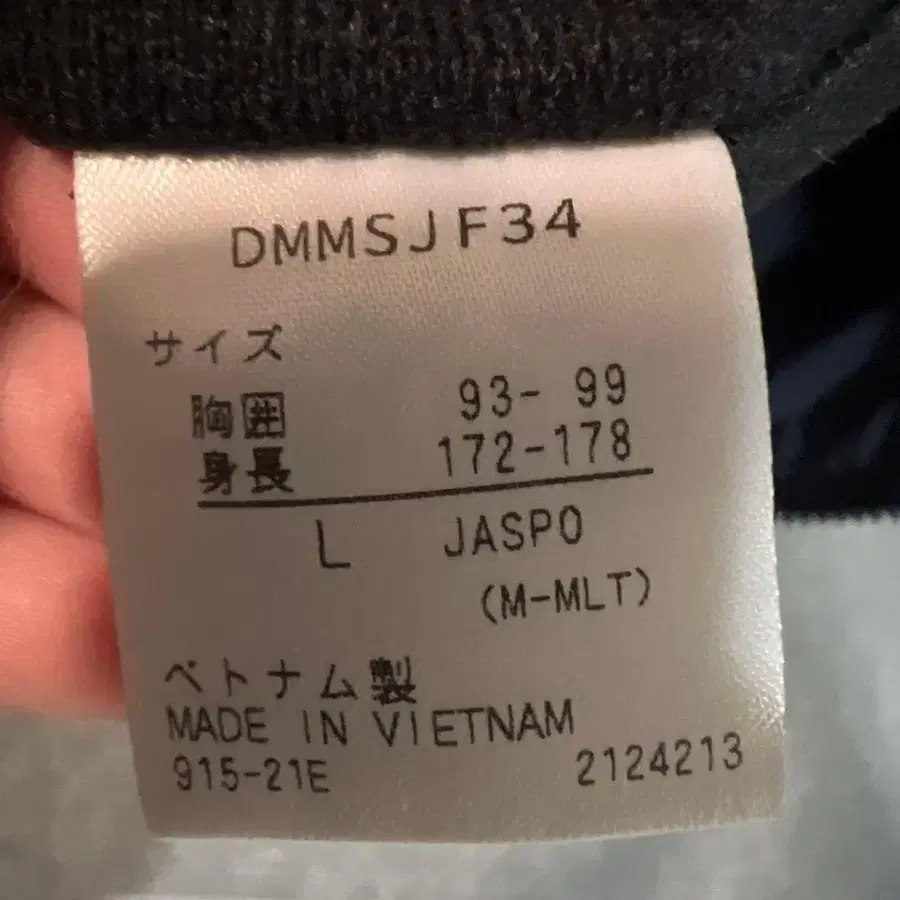 DMMSJF34
サイズ
胸囲 93- 99
身長 172-178
L JASPO
(M-MLT)
ベトナム製
MADE IN VIETNAM
915-21E 2124213